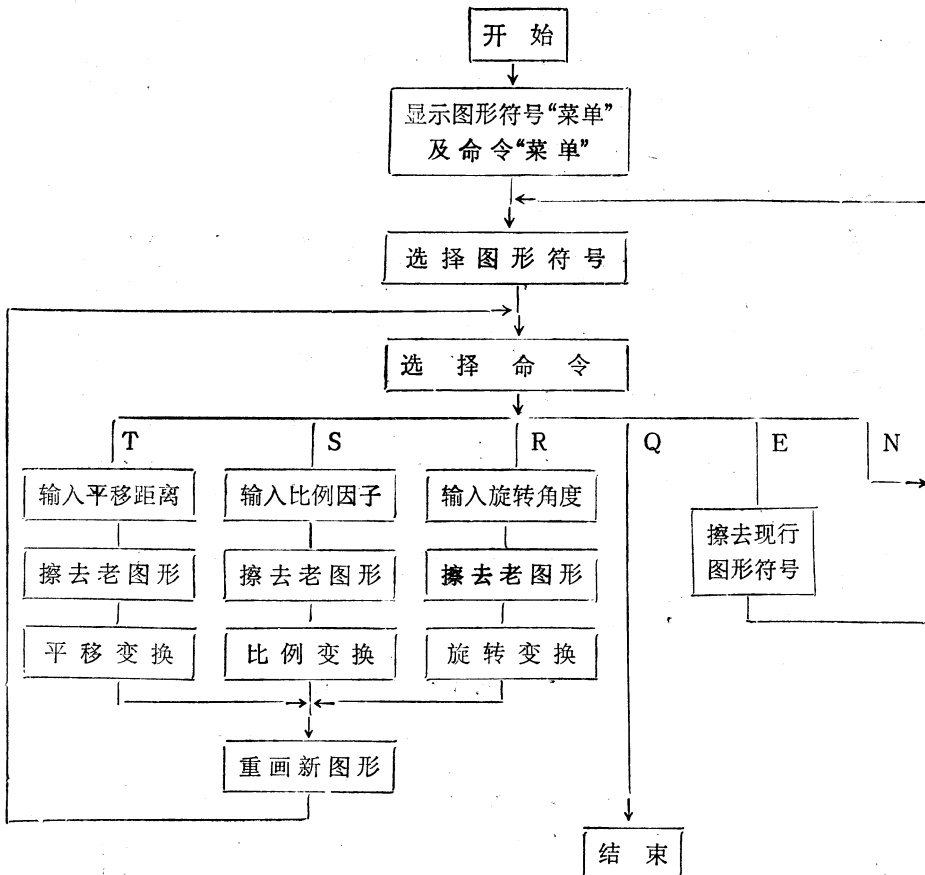 开始
显示图形符号“菜单”
及命令“菜单”
选择图形符号
选择命令
T
S
R
Q
E
N
输入平移距离
输入比例因子
输入旋转角度
擦去老图形
擦去老图形
擦去老图形
擦去现行
图形符号
平移变换
比例变换
旋转变换
重画新图形
结束